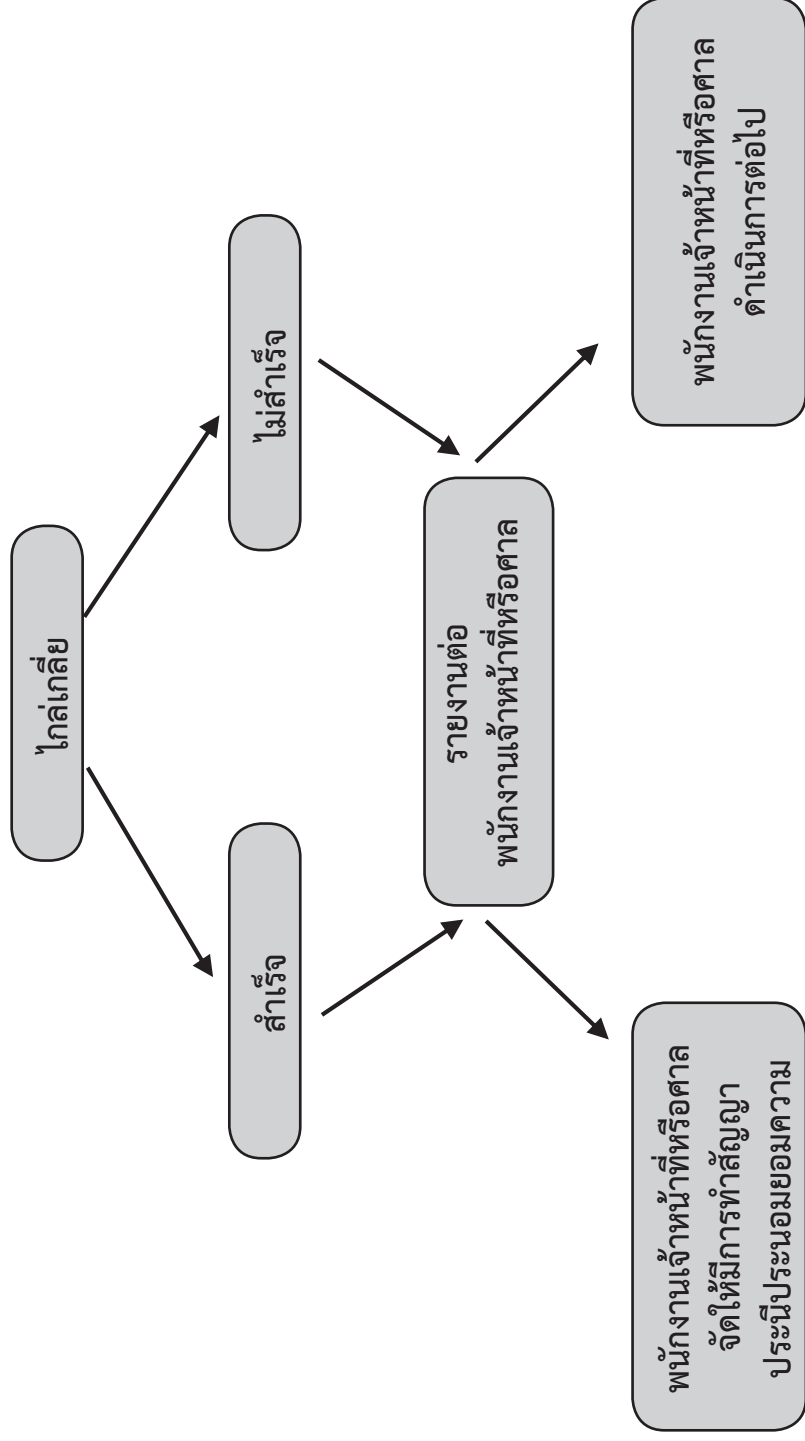 ไกล่เกลี่ย
สำเร็จ
ไม่สำเร็จ
รายงานต่อ
พนักงานเจ้าหน้าที่หรือศาล
พนักงานเจ้าหน้าที่หรือศาล
จัดให้มีการทำสัญญา
ประนีประนอมยอมความ
พนักงานเจ้าหน้าที่หรือศาล
ดำเนินการต่อไป